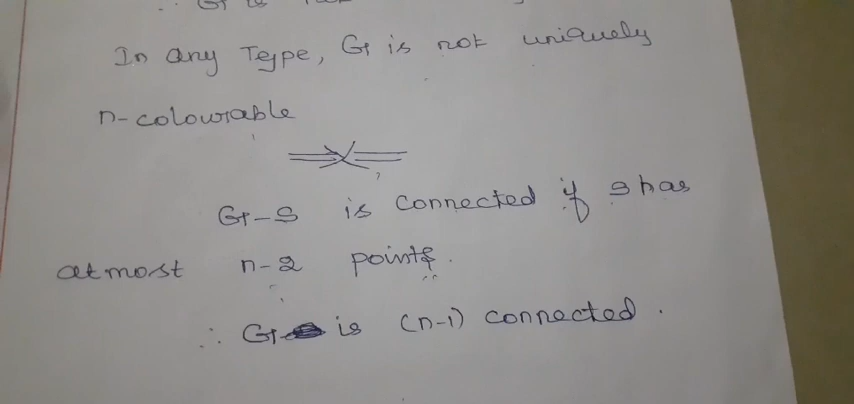 In any Type, G is not uniquely
n-colourable
G-S is connected if S has
atmost n-2 points.
∴ G is (n-1) connected.